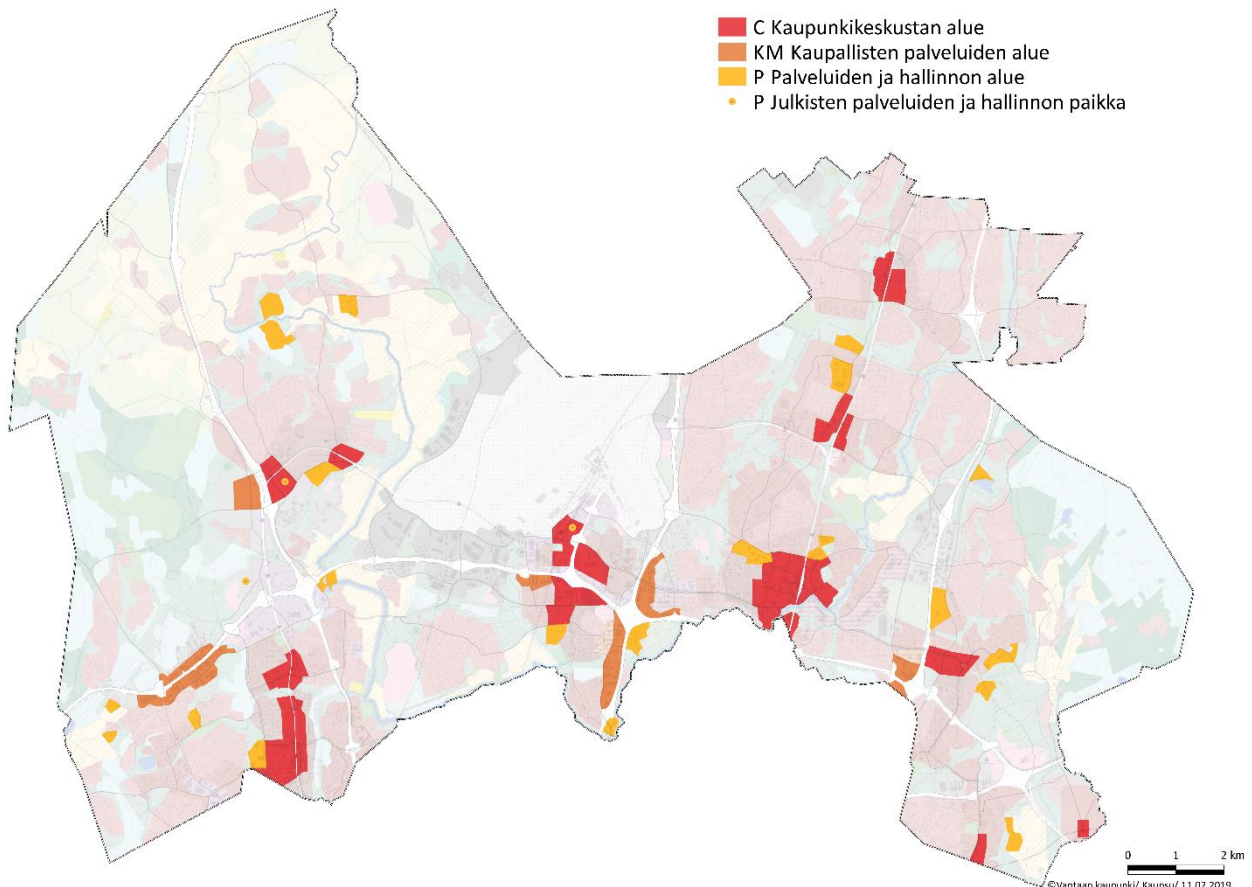 C Kaupunkikeskustan alue
KM Kaupallisten palveluiden alue
P Palveluiden ja hallinnon alue
P Julkisten palveluiden ja hallinnon paikka
0 1 2 km
©Vantaan kaupunki/ Kaupsu/ 11.02.2019